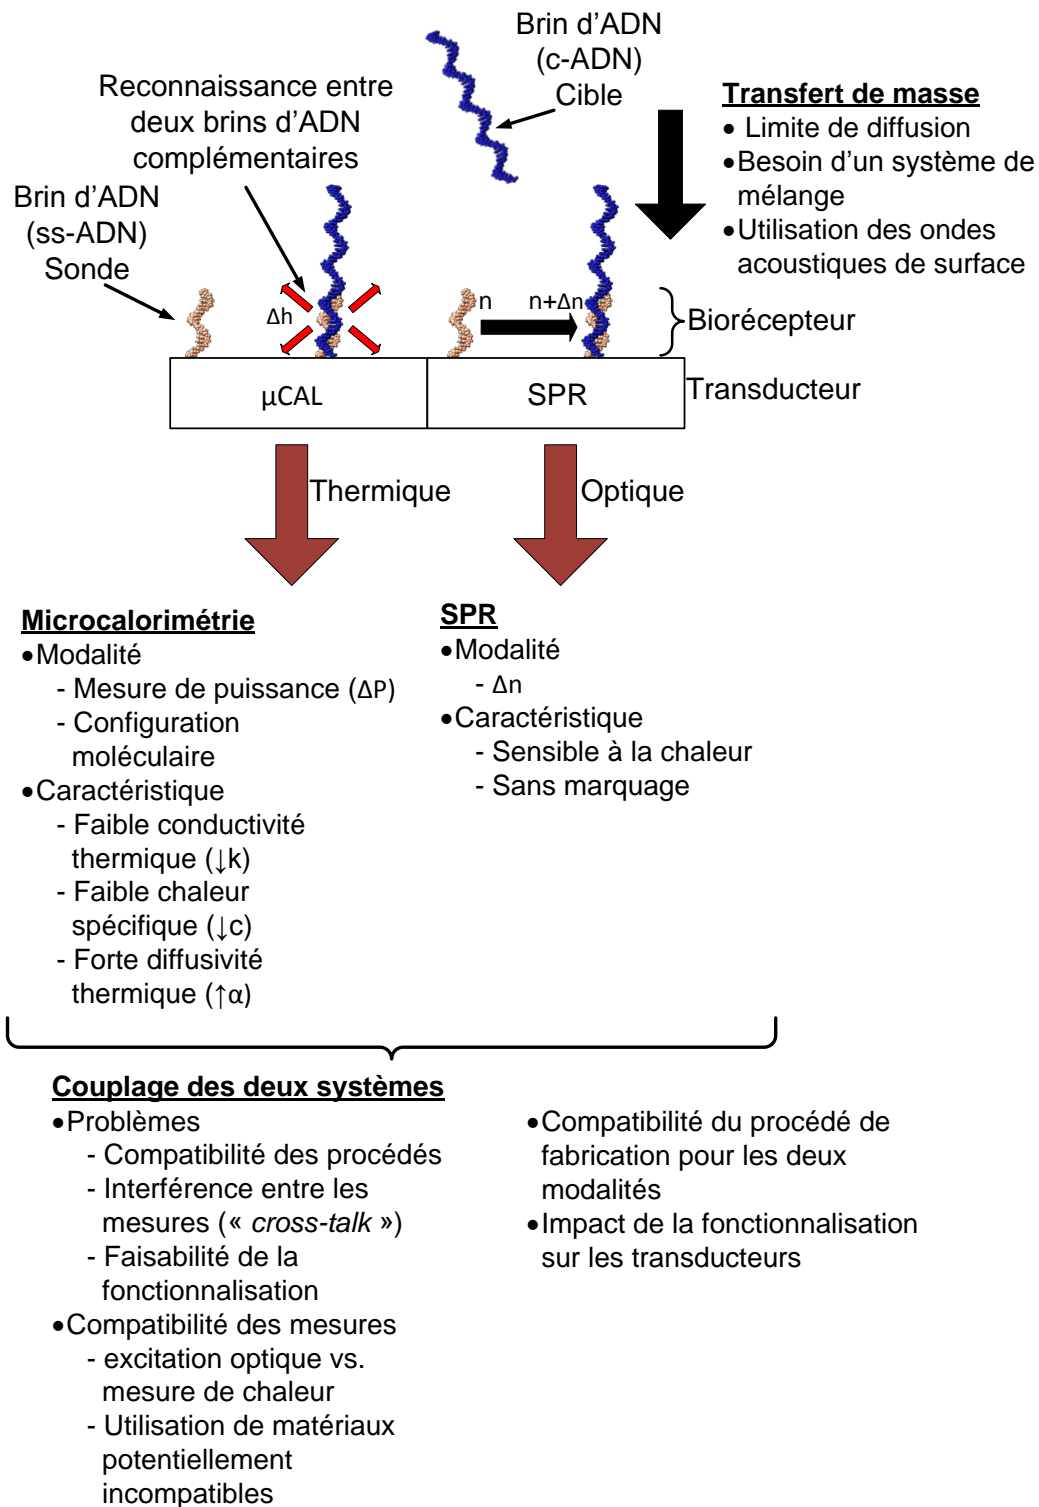 Brin d’ADN
(c-ADN)
Cible
Reconnaissance entre
deux brins d’ADN
complémentaires
Brin d’ADN
(ss-ADN)
Sonde
Transfert de masse
• Limite de diffusion
•Besoin d’un système de
mélange
•Utilisation des ondes
acoustiques de surface
Δh
n
n+Δn
Biorécepteur
µCAL
SPR
Transducteur
Thermique
Optique
Microcalorimétrie
•Modalité
- Mesure de puissance (ΔP)
- Configuration
moléculaire
•Caractéristique
- Faible conductivité
thermique (↓k)
- Faible chaleur
spécifique (↓c)
- Forte diffusivité
thermique (↑α)
SPR
•Modalité
- Δn
•Caractéristique
- Sensible à la chaleur
- Sans marquage
Couplage des deux systèmes
•Problèmes
- Compatibilité des procédés
- Interférence entre les
mesures (« cross-talk »)
- Faisabilité de la
fonctionnalisation
•Compatibilité des mesures
- excitation optique vs.
mesure de chaleur
- Utilisation de matériaux
potentiellement
incompatibles
•Compatibilité du procédé de
fabrication pour les deux
modalités
•Impact de la fonctionnalisation
sur les transducteurs